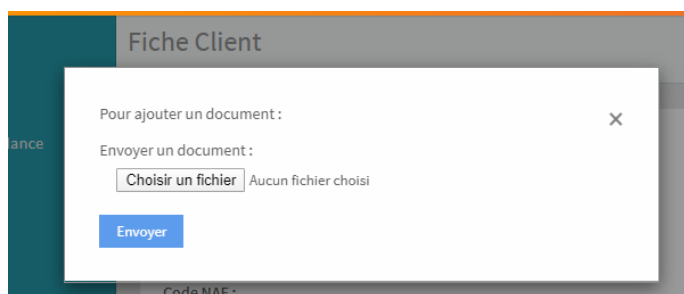 Fiche Client
Pour ajouter un document :
×
lance
Envoyer un document :
Choisir un fichier Aucun fichier choisi
Envoyer
Code NAF :